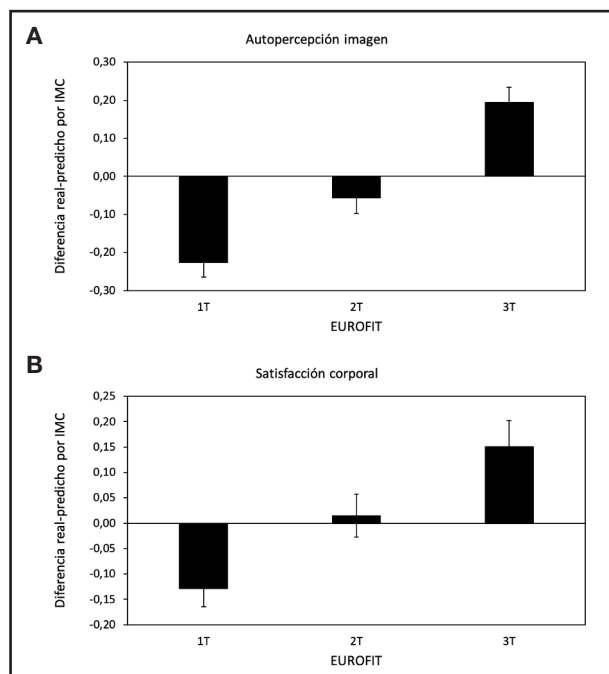 A
Autopercepción imagen
Diferencia real-predicho por IMC
0,30
0,20
0,10
0,00
-0,10
-0,20
-0,30
1T 2T 3T
EUROFIT
B
Satisfacción corporal
Diferencia real-predicho por IMC
0,25
0,20
0,15
0,10
0,05
0,00
-0,05
-0,10
-0,15
-0,20
1T 2T 3T
EUROFIT